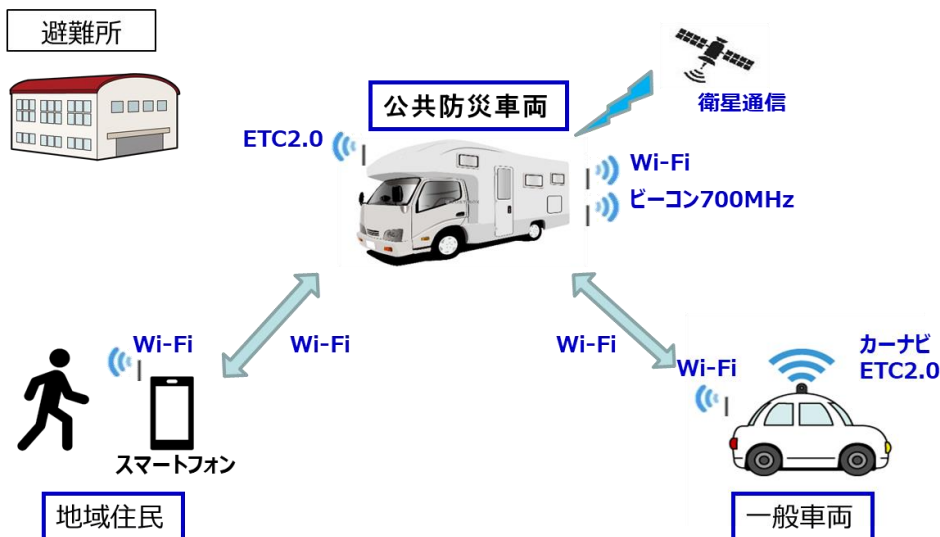 避難所
公共防災車両
衛星通信
ETC2.0
Wi-Fi
ビーコン700MHz
Wi-Fi
Wi-Fi
Wi-Fi
Wi-Fi
カーナビ
ETC2.0
スマートフォン
地域住民
一般車両